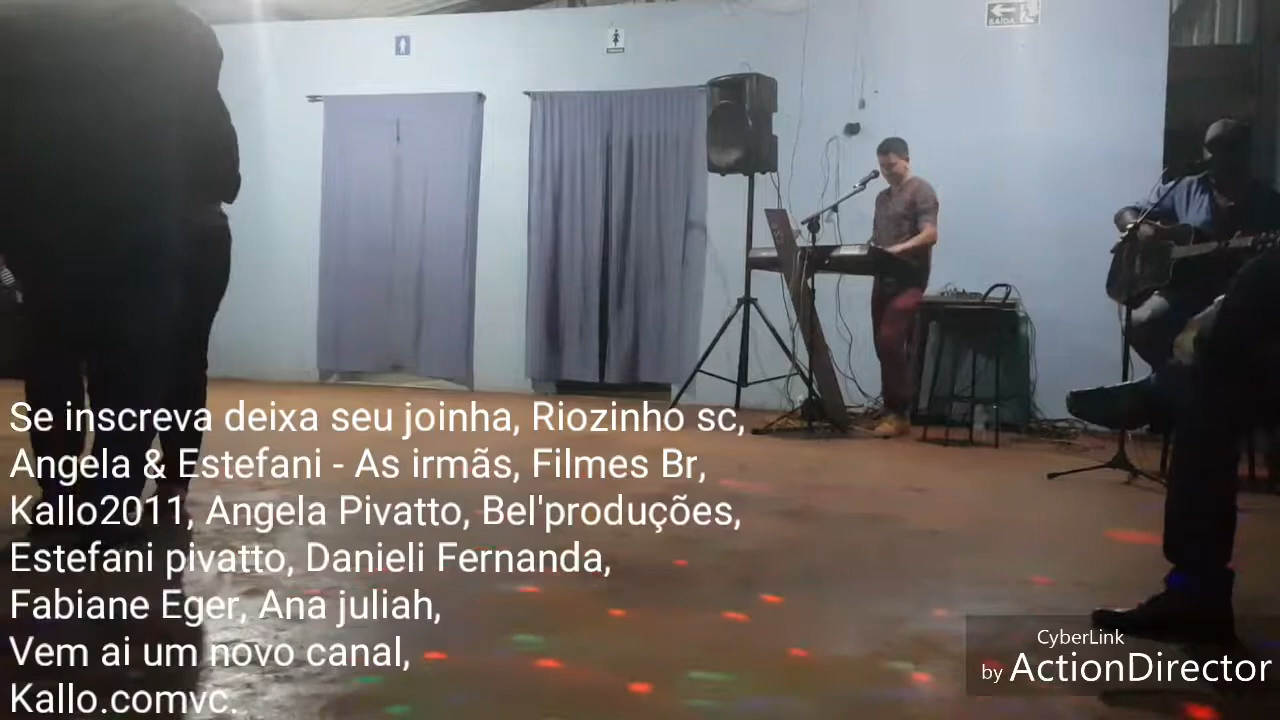 SAÍDA
Se inscreva deixa seu joinha, Riozinho sc,
Angela & Estefani - As irmãs, Filmes Br,
Kallo2011, Angela Pivatto, Bel'produções,
Estefani pivatto, Danieli Fernanda,
Fabiane Eger, Ana juliah,
Vem ai um novo canal,
Kallo.comvc.
CyberLink
by ActionDirector